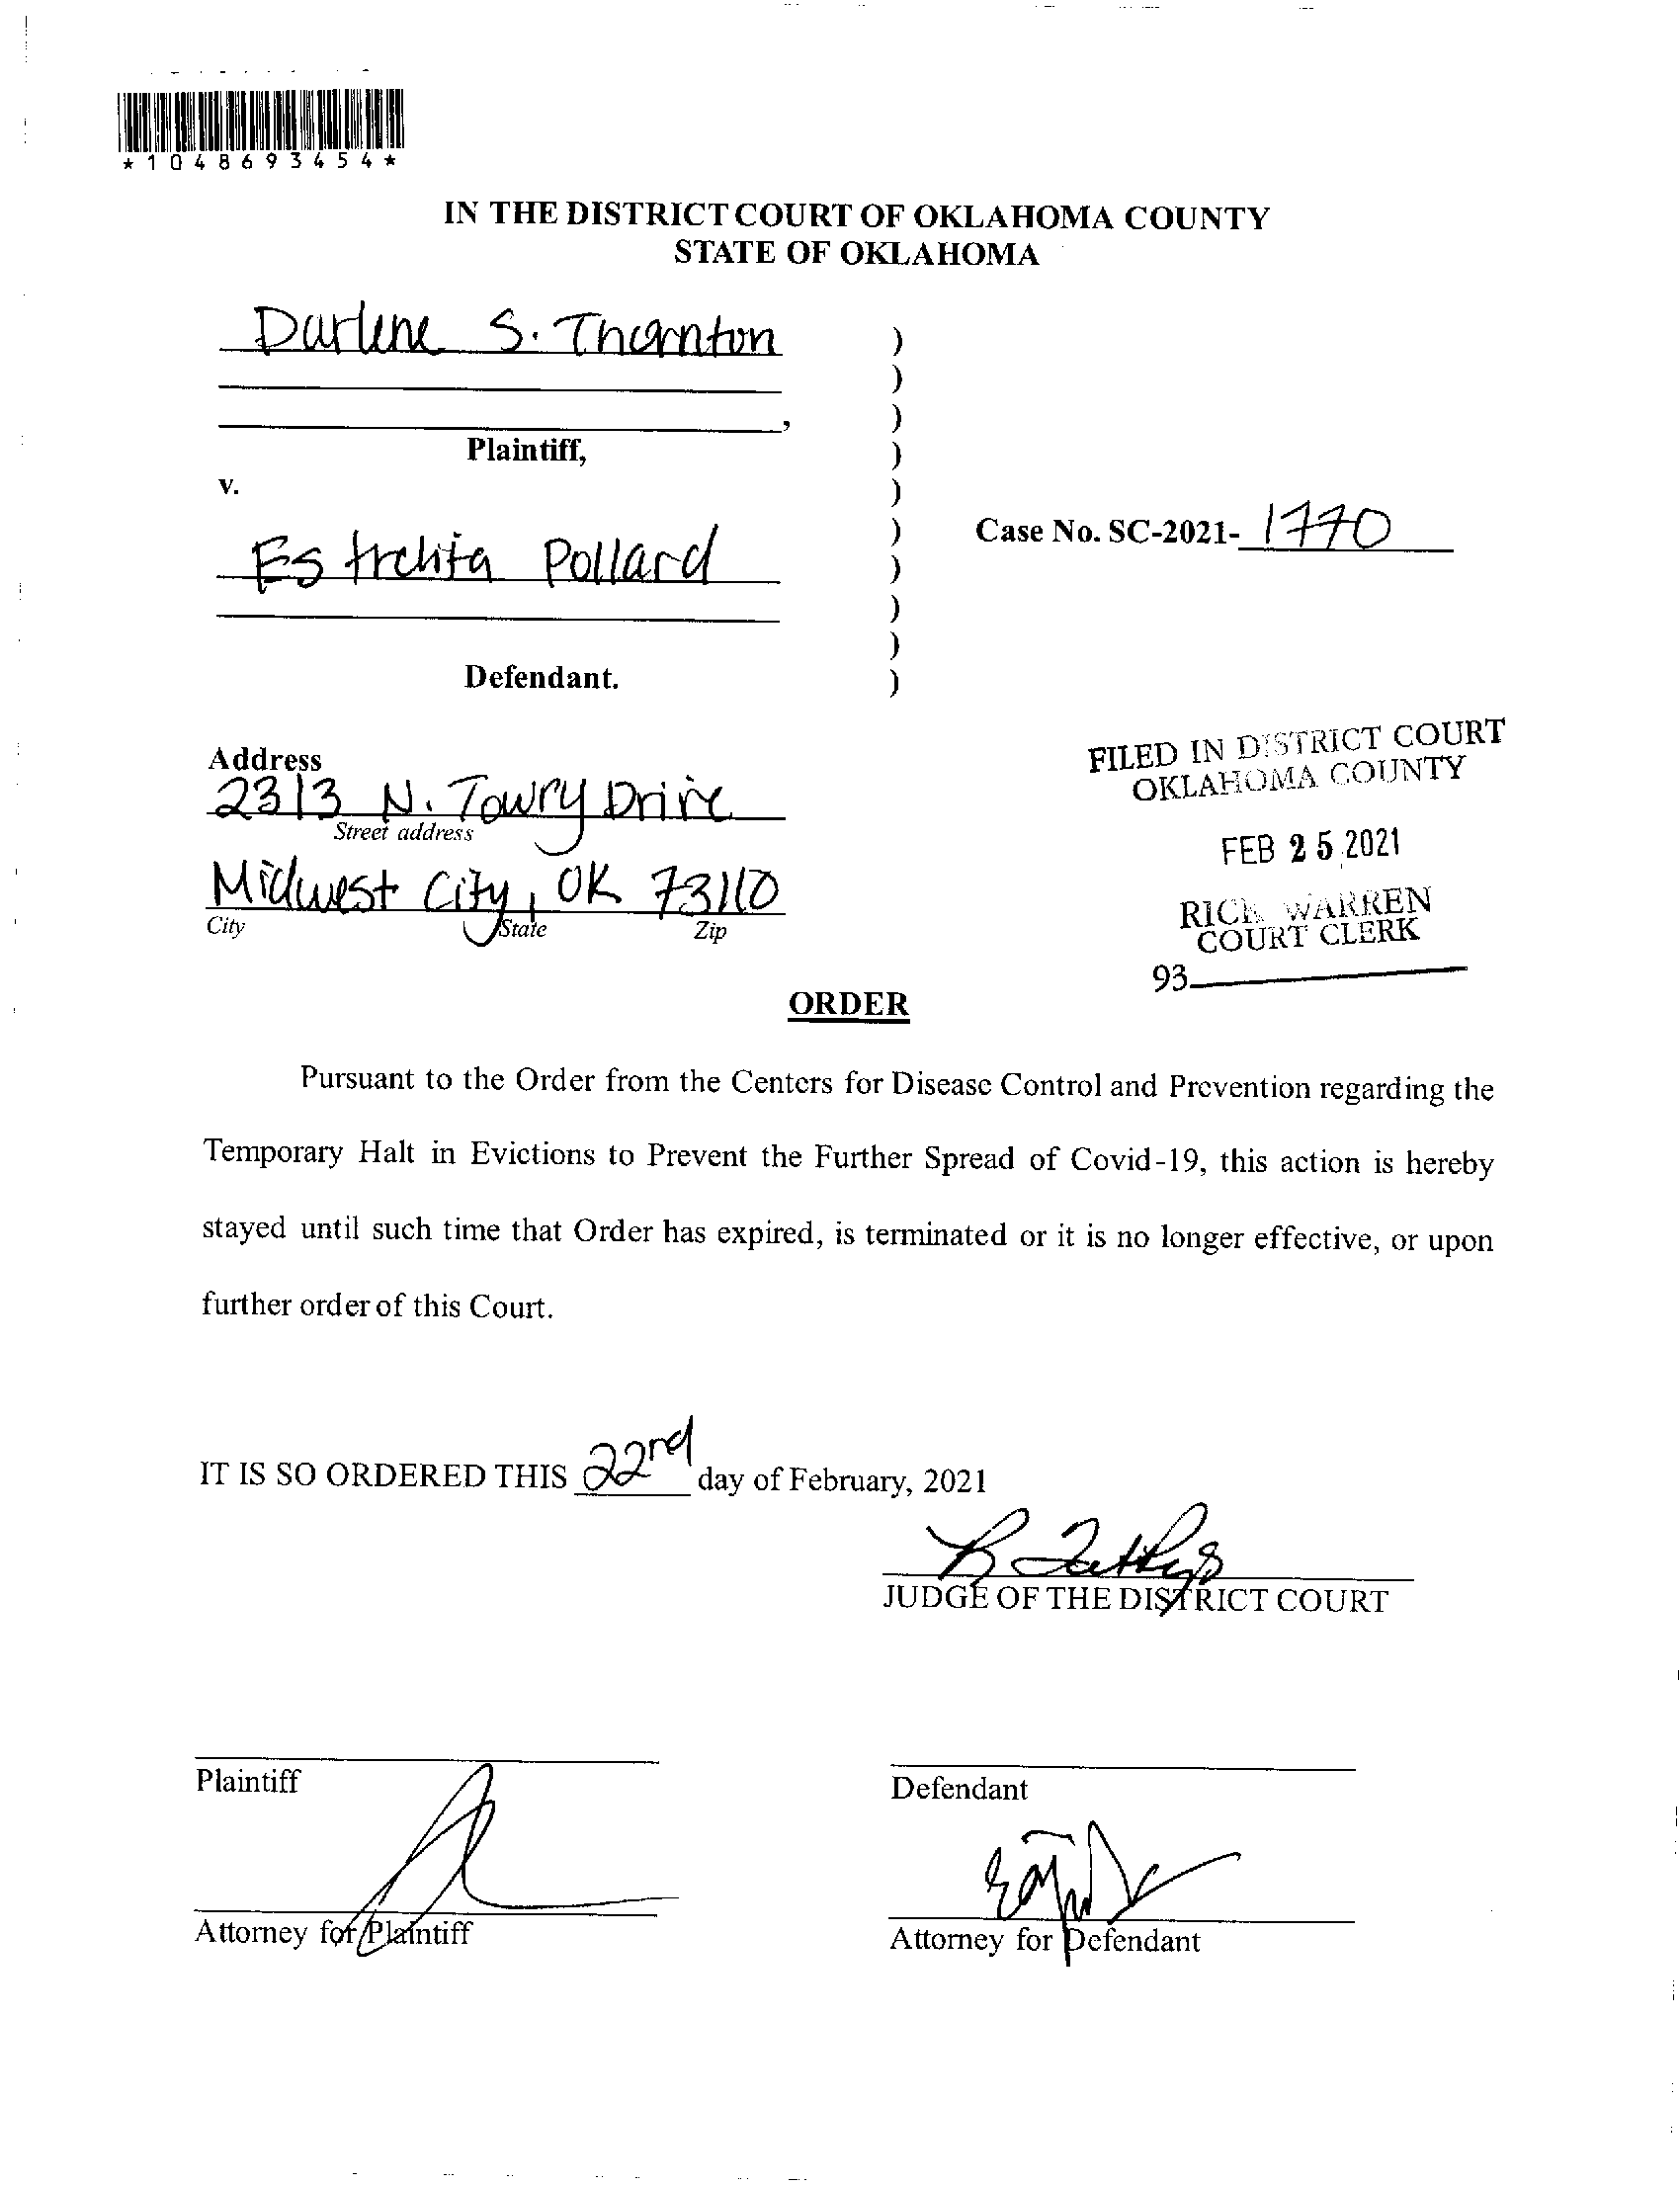 *1048693454*
IN THE DISTRICT COURT OF OKLAHOMA COUNTY
STATE OF OKLAHOMA
Darlene S. Thornton
Plaintiff,
v.
Estrelita Pollard
Defendant.
Case No. SC-2021-1770
Address
2313 N. Towry Drive
Street address
Midwest City, OK 73110
City State Zip
FILED IN DISTRICT COURT
OKLAHOMA COUNTY
FEB 25 2021
RICK WARREN
COURT CLERK
93
ORDER
Pursuant to the Order from the Centers for Disease Control and Prevention regarding the
Temporary Halt in Evictions to Prevent the Further Spread of Covid-19, this action is hereby
stayed until such time that Order has expired, is terminated or it is no longer effective, or upon
further order of this Court.
IT IS SO ORDERED THIS 22nd day of February, 2021
JUDGE OF THE DISTRICT COURT
Plaintiff
Defendant
Attorney for Plaintiff
Attorney for Defendant